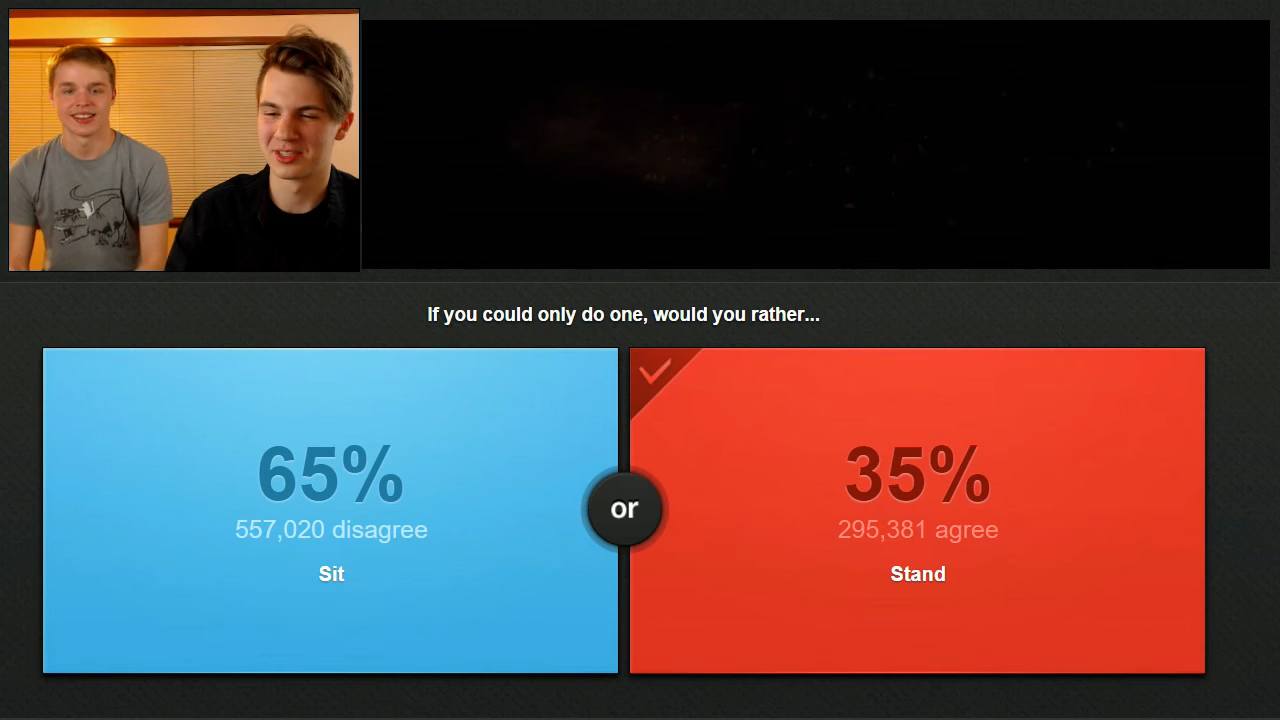 If you could only do one, would you rather...
65%
557,020 disagree
Sit
or
35%
295,381 agree
Stand